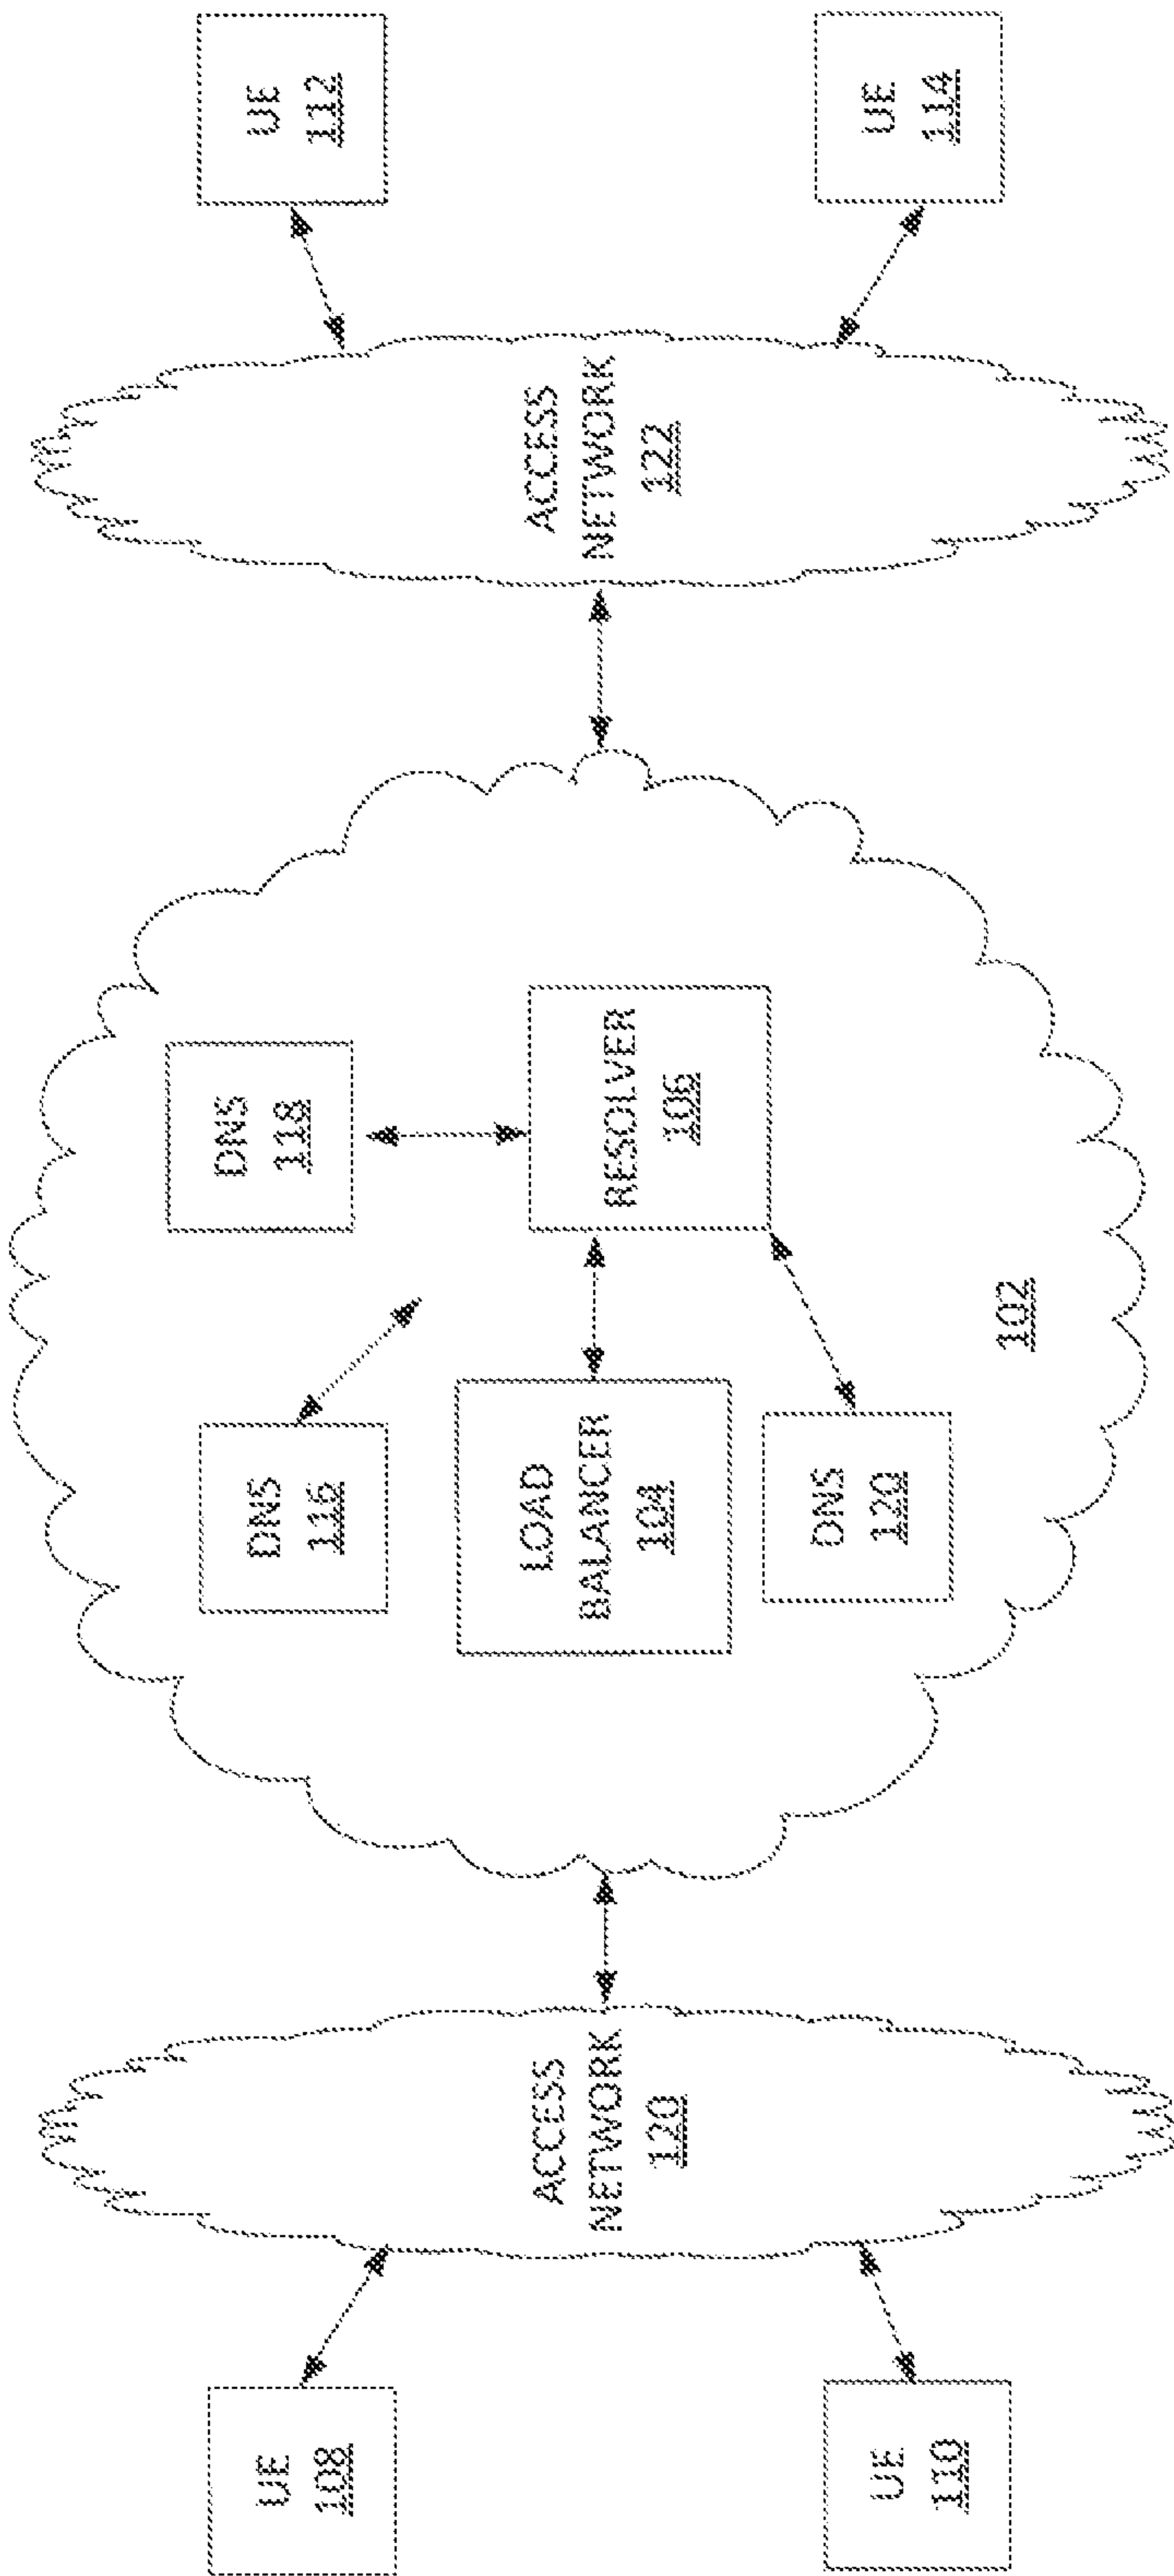 UE
108
UE
110
ACCESS
NETWORK
120
DNS
116
LOAD
BALANCER
104
DNS
120
DNS
118
RESOLVER
106
102
ACCESS
NETWORK
122
UE
112
UE
114